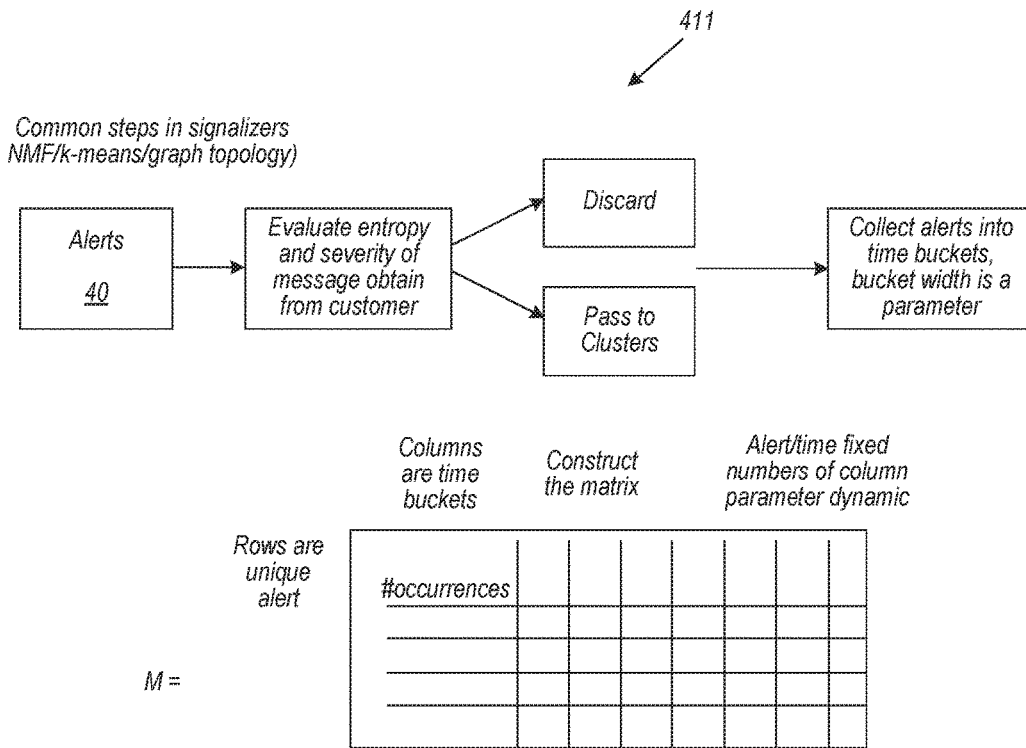 411
Common steps in signalizers
NMF/k-means/graph topology)
Alerts
40
Evaluate entropy
and severity of
message obtain
from customer
Discard
Pass to
Clusters
Collect alerts into
time buckets,
bucket width is a
parameter
Columns
are time
buckets
Construct
the matrix
Alert/time fixed
numbers of column
parameter dynamic
Rows are
unique
alert
#occurrences
M =